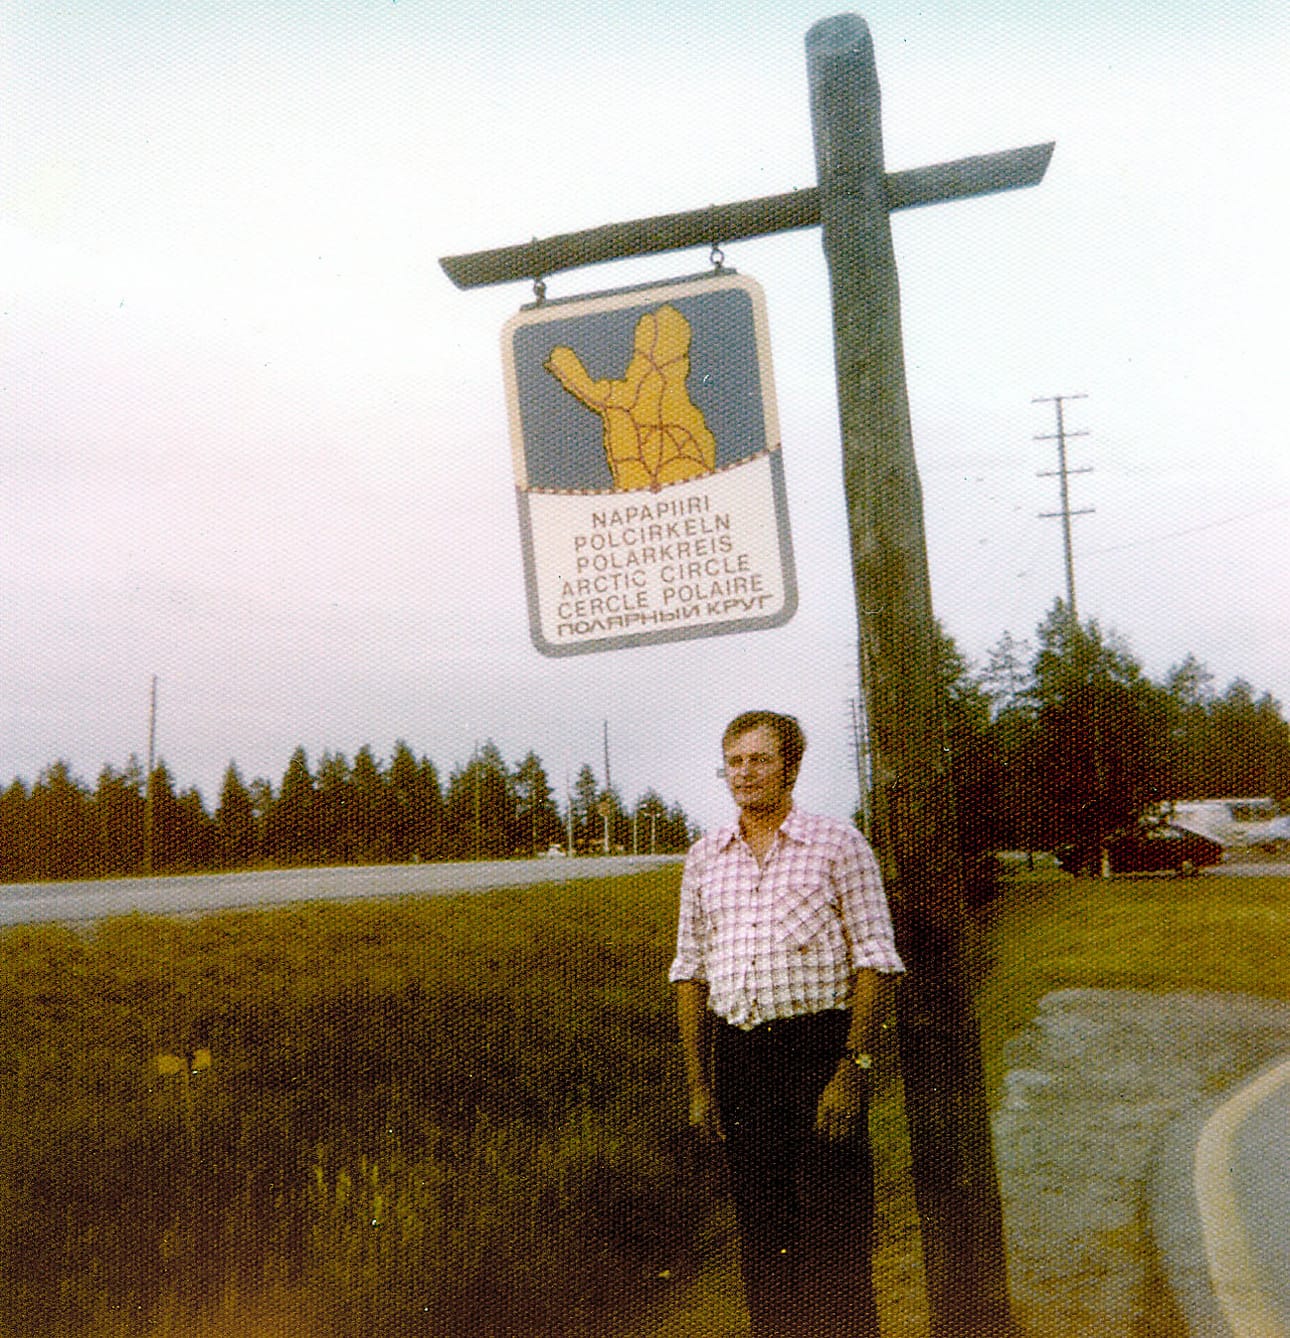 NAPAPIIRI
POLCIRKELN
POLARKREIS
ARCTIC CIRCLE
CERCLE POLAIRE
ПОЛЯРНЫЙ КРУГ